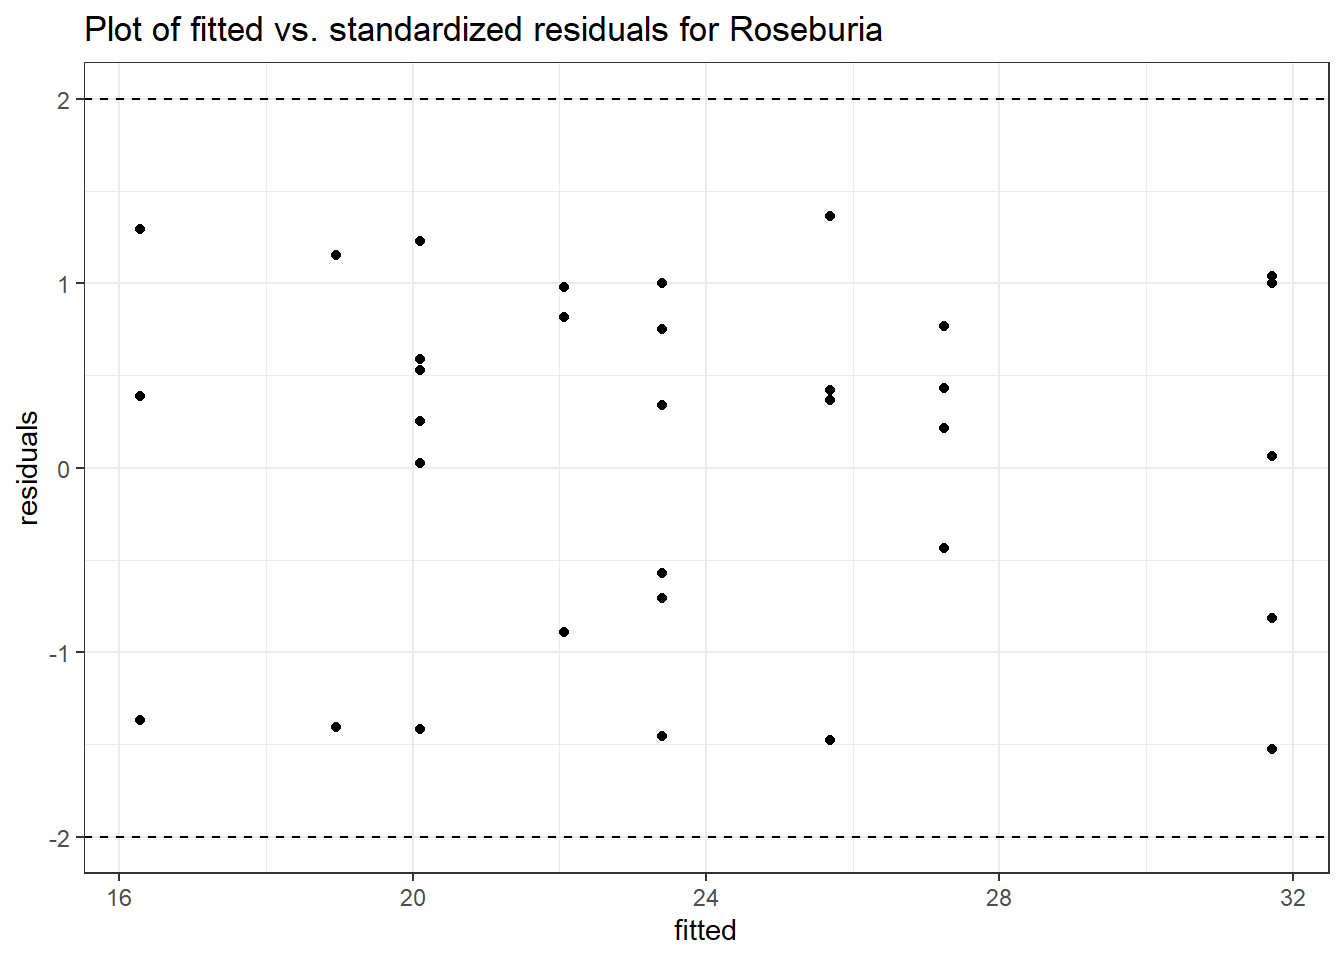 Plot of fitted vs. standardized residuals for Roseburia
2
1
0
-1
-2
residuals
16 20 24 28 32
fitted